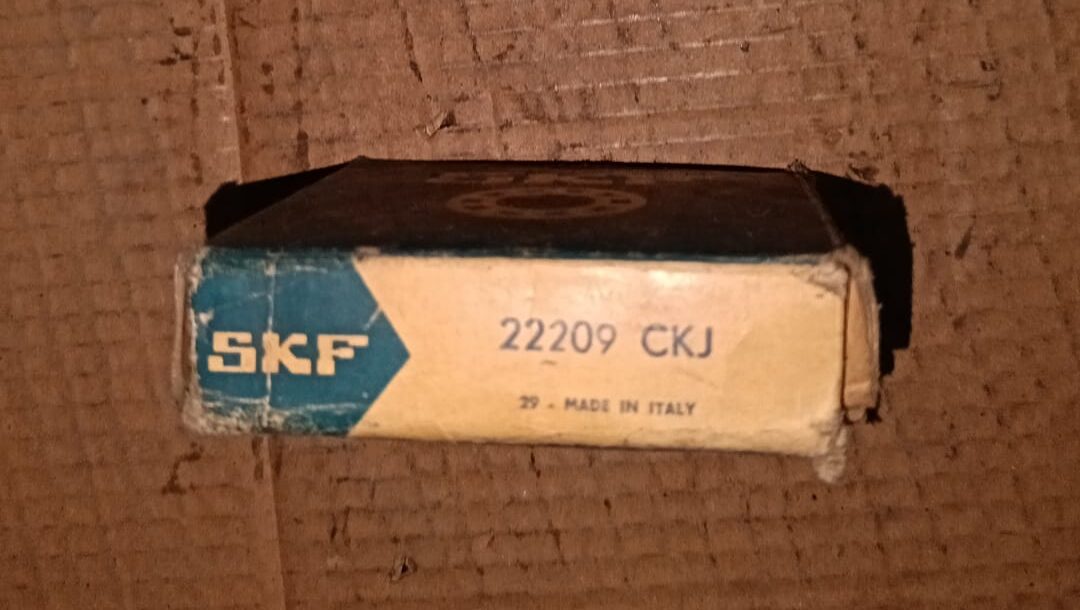 SKF
22209 CKJ
29 - MADE IN ITALY